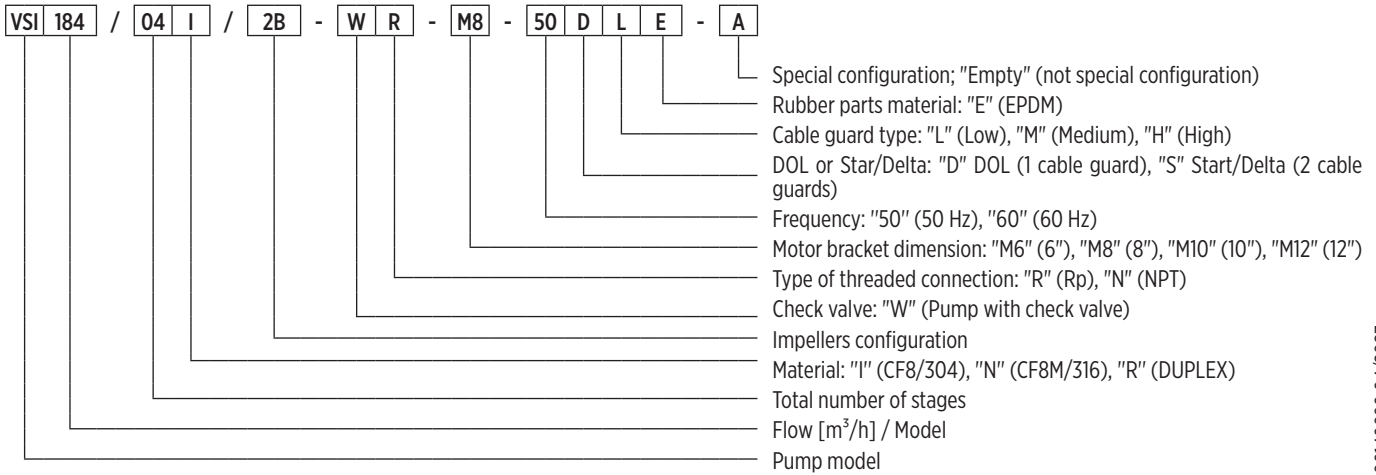 VSI 184 / 04 I / 2B - W R - M8 - 50 D L E - A
Special configuration; "Empty" (not special configuration)
Rubber parts material: "E" (EPDM)
Cable guard type: "L" (Low), "M" (Medium), "H" (High)
DOL or Star/Delta: "D" DOL (1 cable guard), "S" Start/Delta (2 cable
guards)
Frequency: "50" (50 Hz), "60" (60 Hz)
Motor bracket dimension: "M6" (6"), "M8" (8"), "M10" (10"), "M12" (12")
Type of threaded connection: "R" (Rp), "N" (NPT)
Check valve: "W" (Pump with check valve)
Impellers configuration
Material: "I" (CF8/304), "N" (CF8M/316), "R" (DUPLEX)
Total number of stages
Flow [m³/h] / Model
Pump model